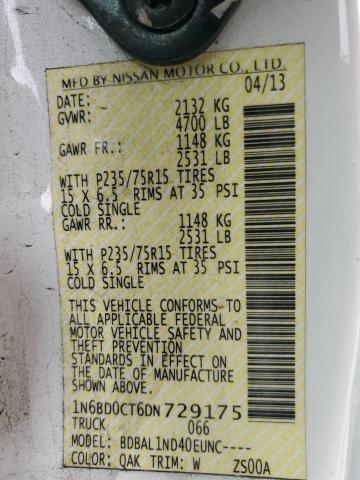 MFD BY NISSAN MOTOR CO., LTD.
DATE: 04/13
GVWR: 2132 KG
4700 LB
GAWR FR.: 1148 KG
2531 LB
WITH P235/75R15 TIRES
15 X 6.5 RIMS AT 35 PSI
COLD SINGLE
GAWR RR.: 1148 KG
2531 LB
WITH P235/75R15 TIRES
15 X 6.5 RIMS AT 35 PSI
COLD SINGLE
THIS VEHICLE CONFORMS TO
ALL APPLICABLE FEDERAL
MOTOR VEHICLE SAFETY AND
THEFT PREVENTION
STANDARDS IN EFFECT ON
THE DATE OF MANUFACTURE
SHOWN ABOVE.
1N6BD0CT6DN729175
TRUCK 066
MODEL: BDBAL1ND40EUNC----
COLOR: QAK TRIM: W ZS00A